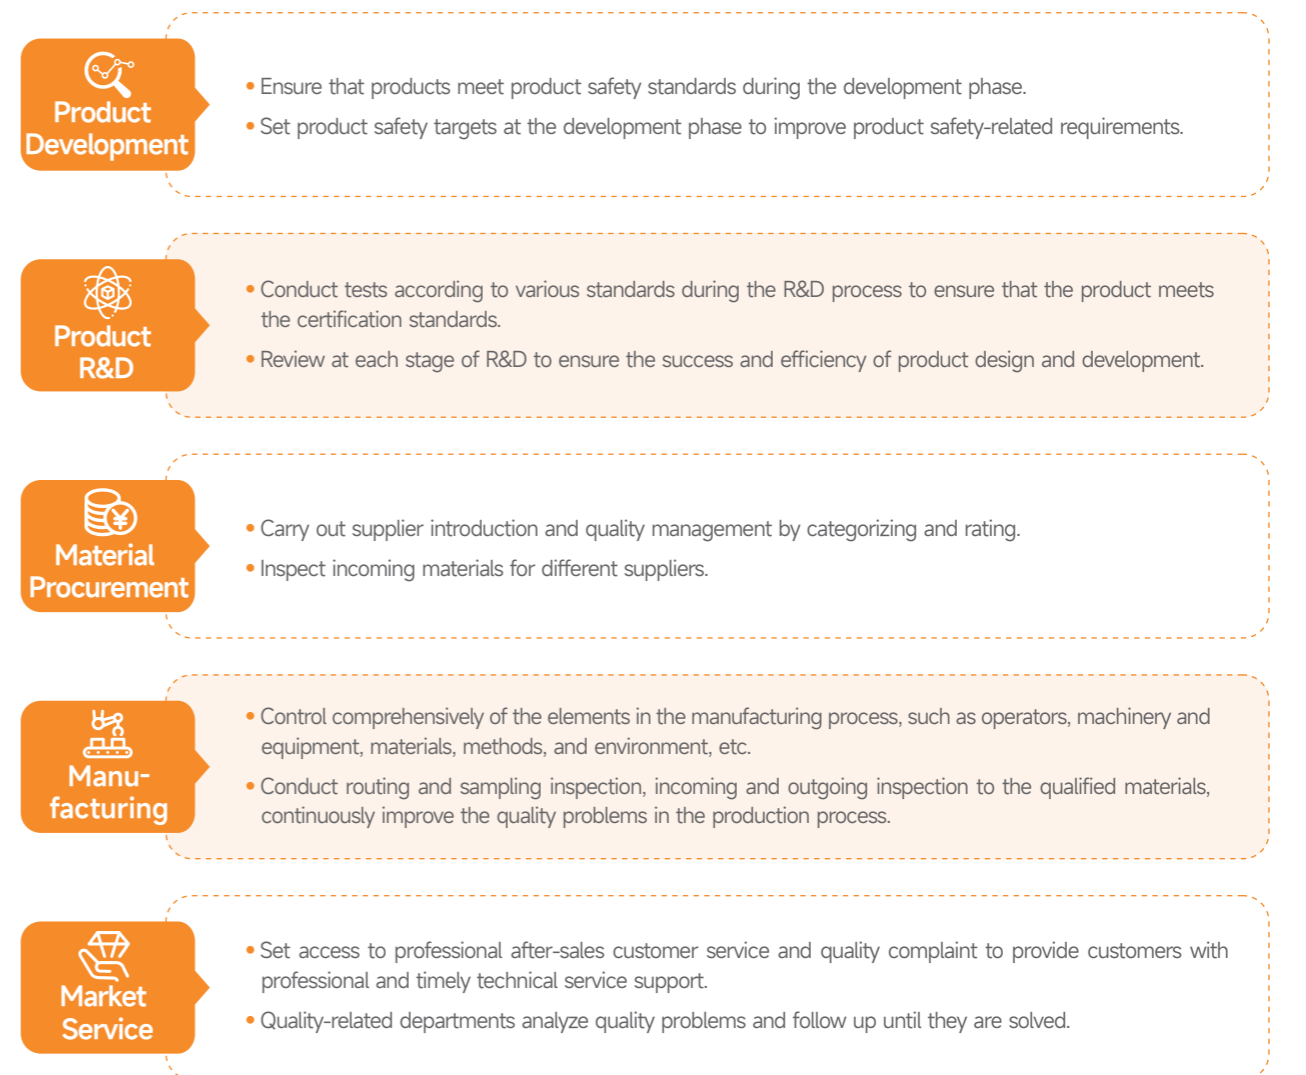 Product
Development
• Ensure that products meet product safety standards during the development phase.
• Set product safety targets at the development phase to improve product safety-related requirements.
Product
R&D
• Conduct tests according to various standards during the R&D process to ensure that the product meets
the certification standards.
• Review at each stage of R&D to ensure the success and efficiency of product design and development.
¥
Material
Procurement
• Carry out supplier introduction and quality management by categorizing and rating.
• Inspect incoming materials for different suppliers.
Manu-
facturing
• Control comprehensively of the elements in the manufacturing process, such as operators, machinery and
equipment, materials, methods, and environment, etc.
• Conduct routing and sampling inspection, incoming and outgoing inspection to the qualified materials,
continuously improve the quality problems in the production process.
Market
Service
• Set access to professional after-sales customer service and quality complaint to provide customers with
professional and timely technical service support.
• Quality-related departments analyze quality problems and follow up until they are solved.